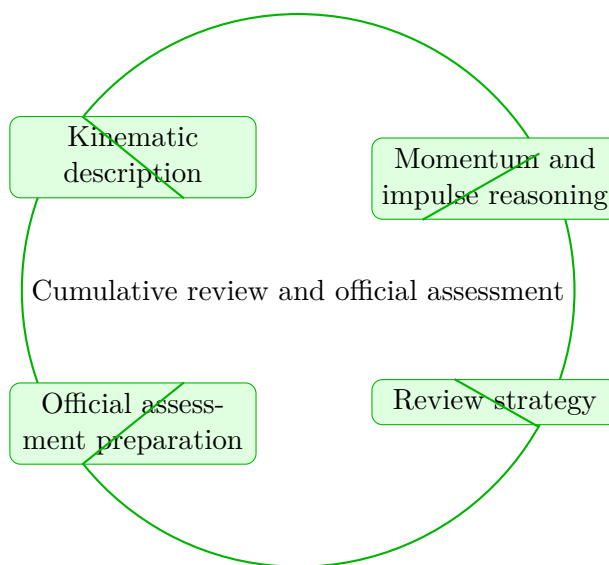 Kinematic
description
Momentum and
impulse reasoning
Cumulative review and official assessment
Official assess-
ment preparation
Review strategy